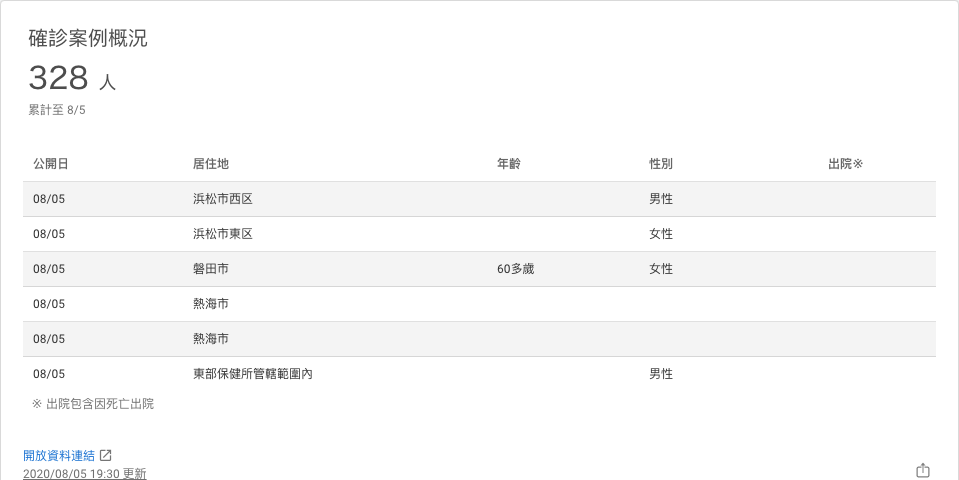 確診案例概況
328 人
累計至 8/5
公開日 居住地 年齡 性別 出院※
08/05 浜松市西区 男性
08/05 浜松市東区 女性
08/05 磐田市 60多歲 女性
08/05 熱海市
08/05 熱海市
08/05 東部保健所管轄範圍內 男性
※ 出院包含因死亡出院
開放資料連結
2020/08/05 19:30 更新